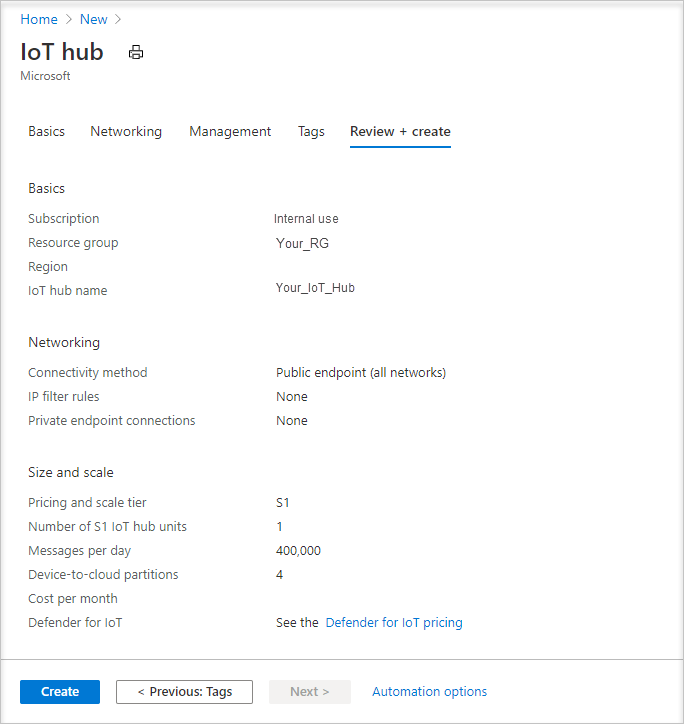 Home > New >
IoT hub
Microsoft
Basics Networking Management Tags Review + create
Basics
Subscription Internal use
Resource group Your_RG
Region
IoT hub name Your_IoT_Hub
Networking
Connectivity method Public endpoint (all networks)
IP filter rules None
Private endpoint connections None
Size and scale
Pricing and scale tier S1
Number of S1 IoT hub units 1
Messages per day 400,000
Device-to-cloud partitions 4
Cost per month
Defender for IoT See the Defender for IoT pricing
Create < Previous: Tags Next > Automation options